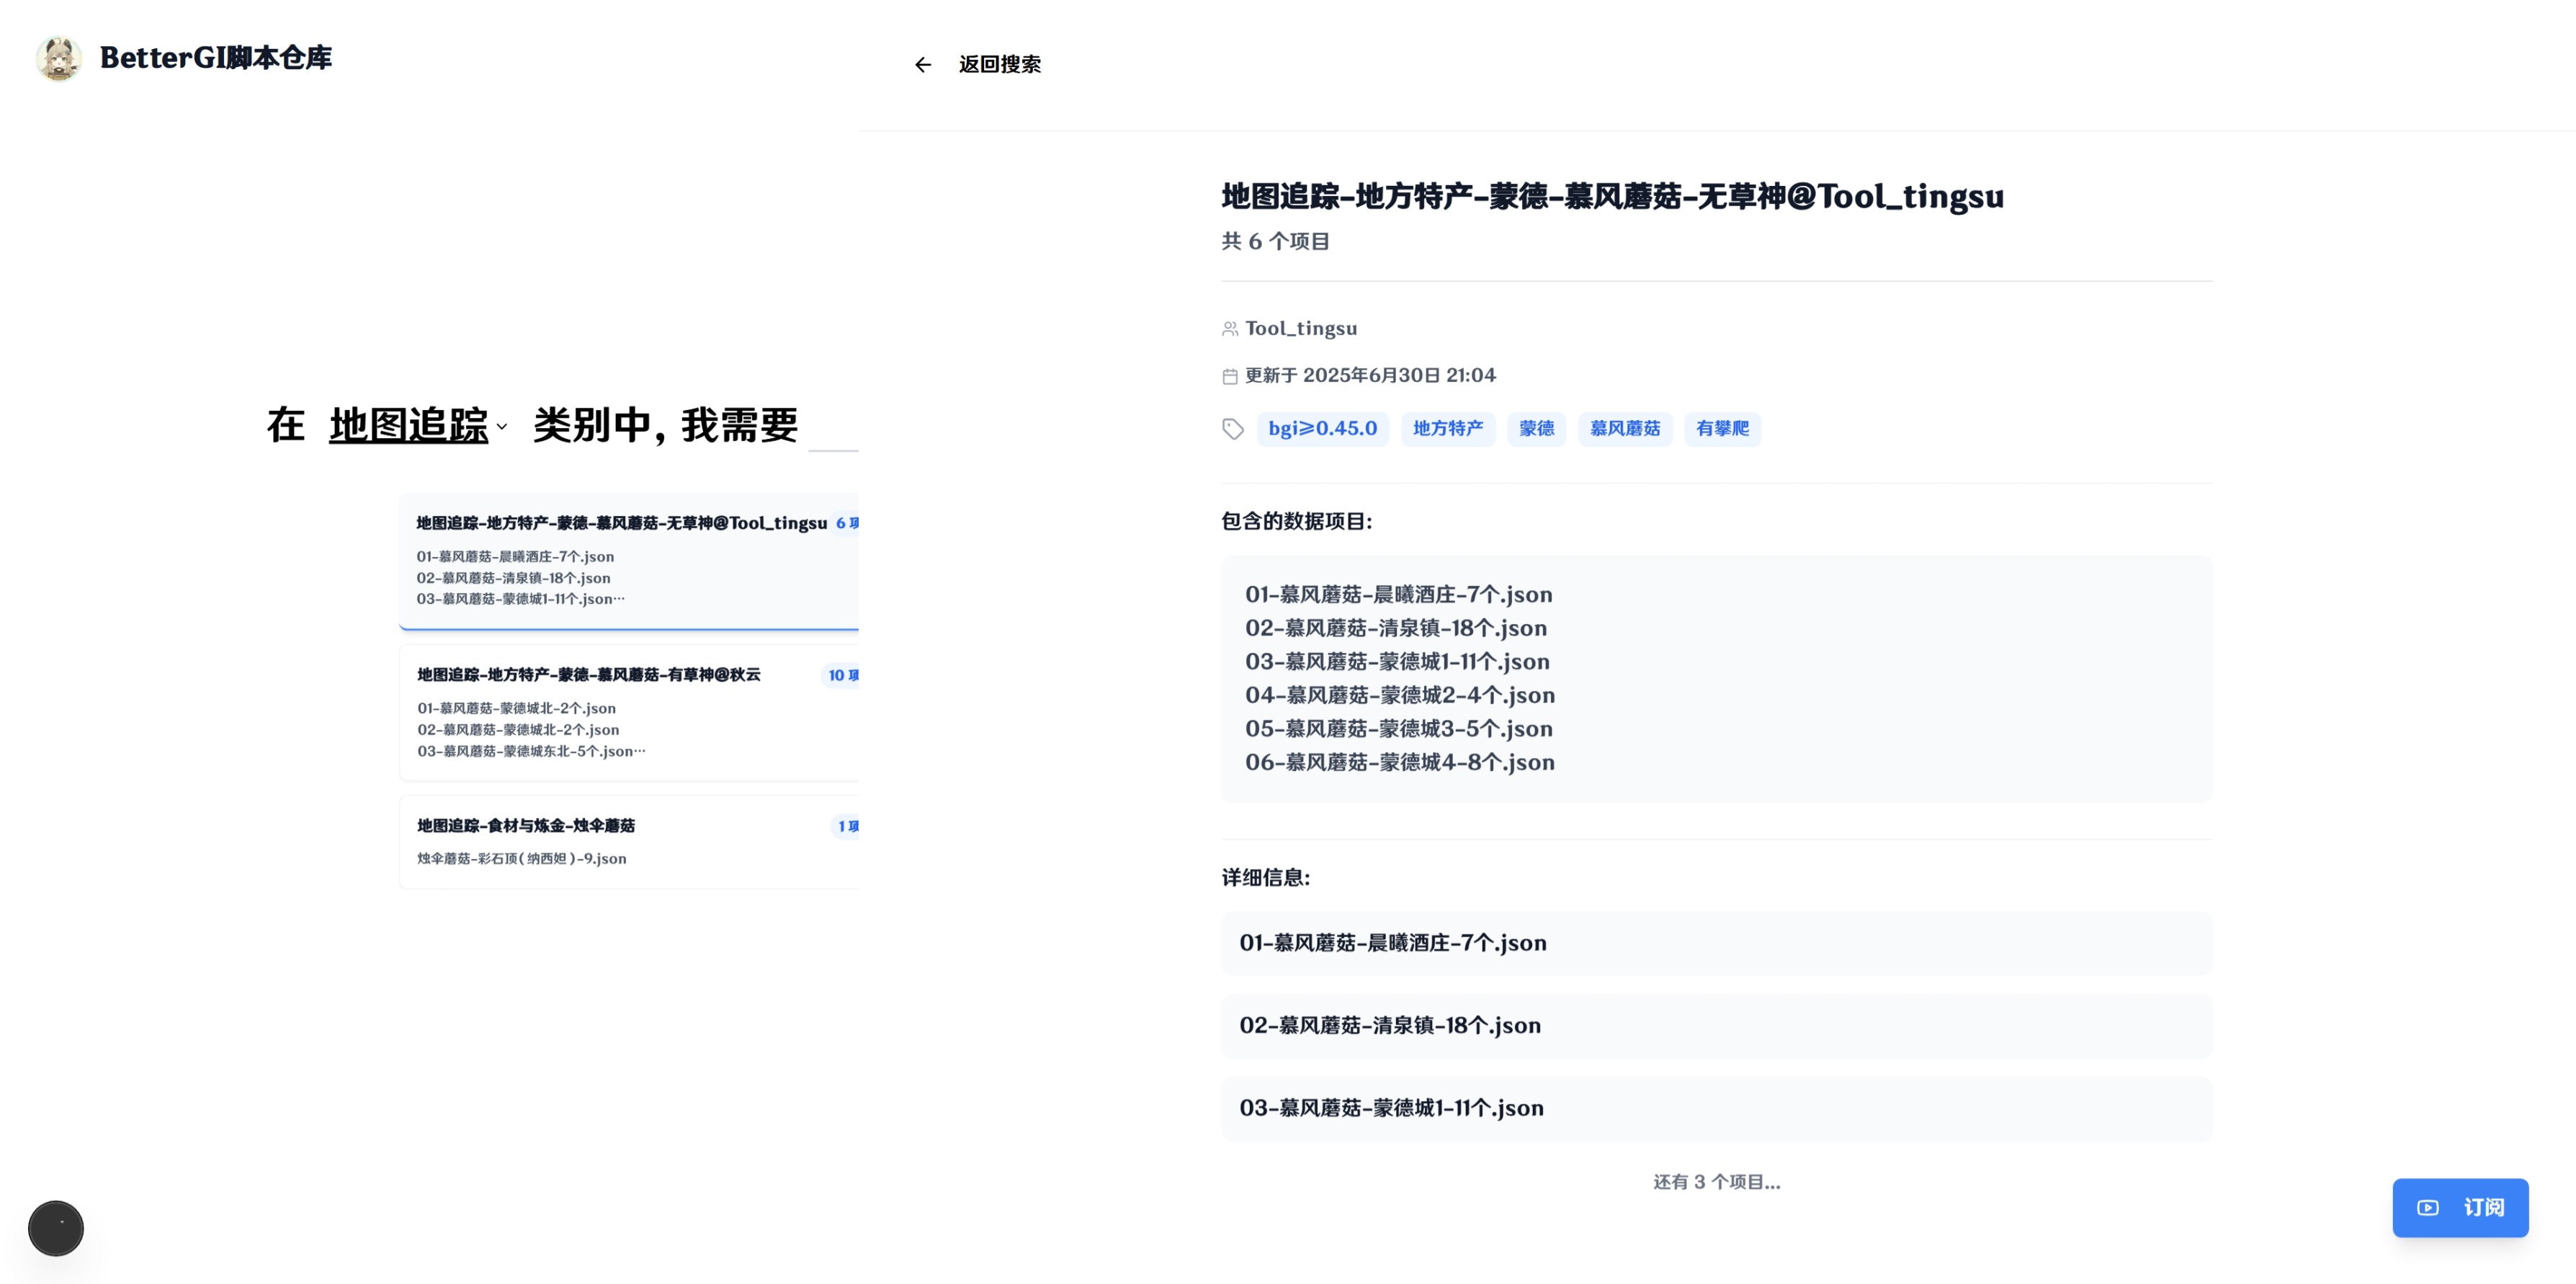 BetterGI脚本仓库
在 地图追踪 类别中, 我需要
地图追踪-地方特产-蒙德-慕风蘑菇-无草神@Tool_tingsu 6 项
01-慕风蘑菇-晨曦酒庄-7个.json
02-慕风蘑菇-清泉镇-18个.json
03-慕风蘑菇-蒙德城1-11个.json…
地图追踪-地方特产-蒙德-慕风蘑菇-有草神@秋云 10 项
01-慕风蘑菇-蒙德城北-2个.json
02-慕风蘑菇-蒙德城北-2个.json
03-慕风蘑菇-蒙德城东北-5个.json…
地图追踪-食材与炼金-烛伞蘑菇 1 项
烛伞蘑菇-彩石顶(纳西妲)-9.json
返回搜索
地图追踪-地方特产-蒙德-慕风蘑菇-无草神@Tool_tingsu
共 6 个项目
Tool_tingsu
更新于 2025年6月30日 21:04
bgi≥0.45.0 地方特产 蒙德 慕风蘑菇 有攀爬
包含的数据项目:
01-慕风蘑菇-晨曦酒庄-7个.json
02-慕风蘑菇-清泉镇-18个.json
03-慕风蘑菇-蒙德城1-11个.json
04-慕风蘑菇-蒙德城2-4个.json
05-慕风蘑菇-蒙德城3-5个.json
06-慕风蘑菇-蒙德城4-8个.json
详细信息:
01-慕风蘑菇-晨曦酒庄-7个.json
02-慕风蘑菇-清泉镇-18个.json
03-慕风蘑菇-蒙德城1-11个.json
还有 3 个项目...
订阅